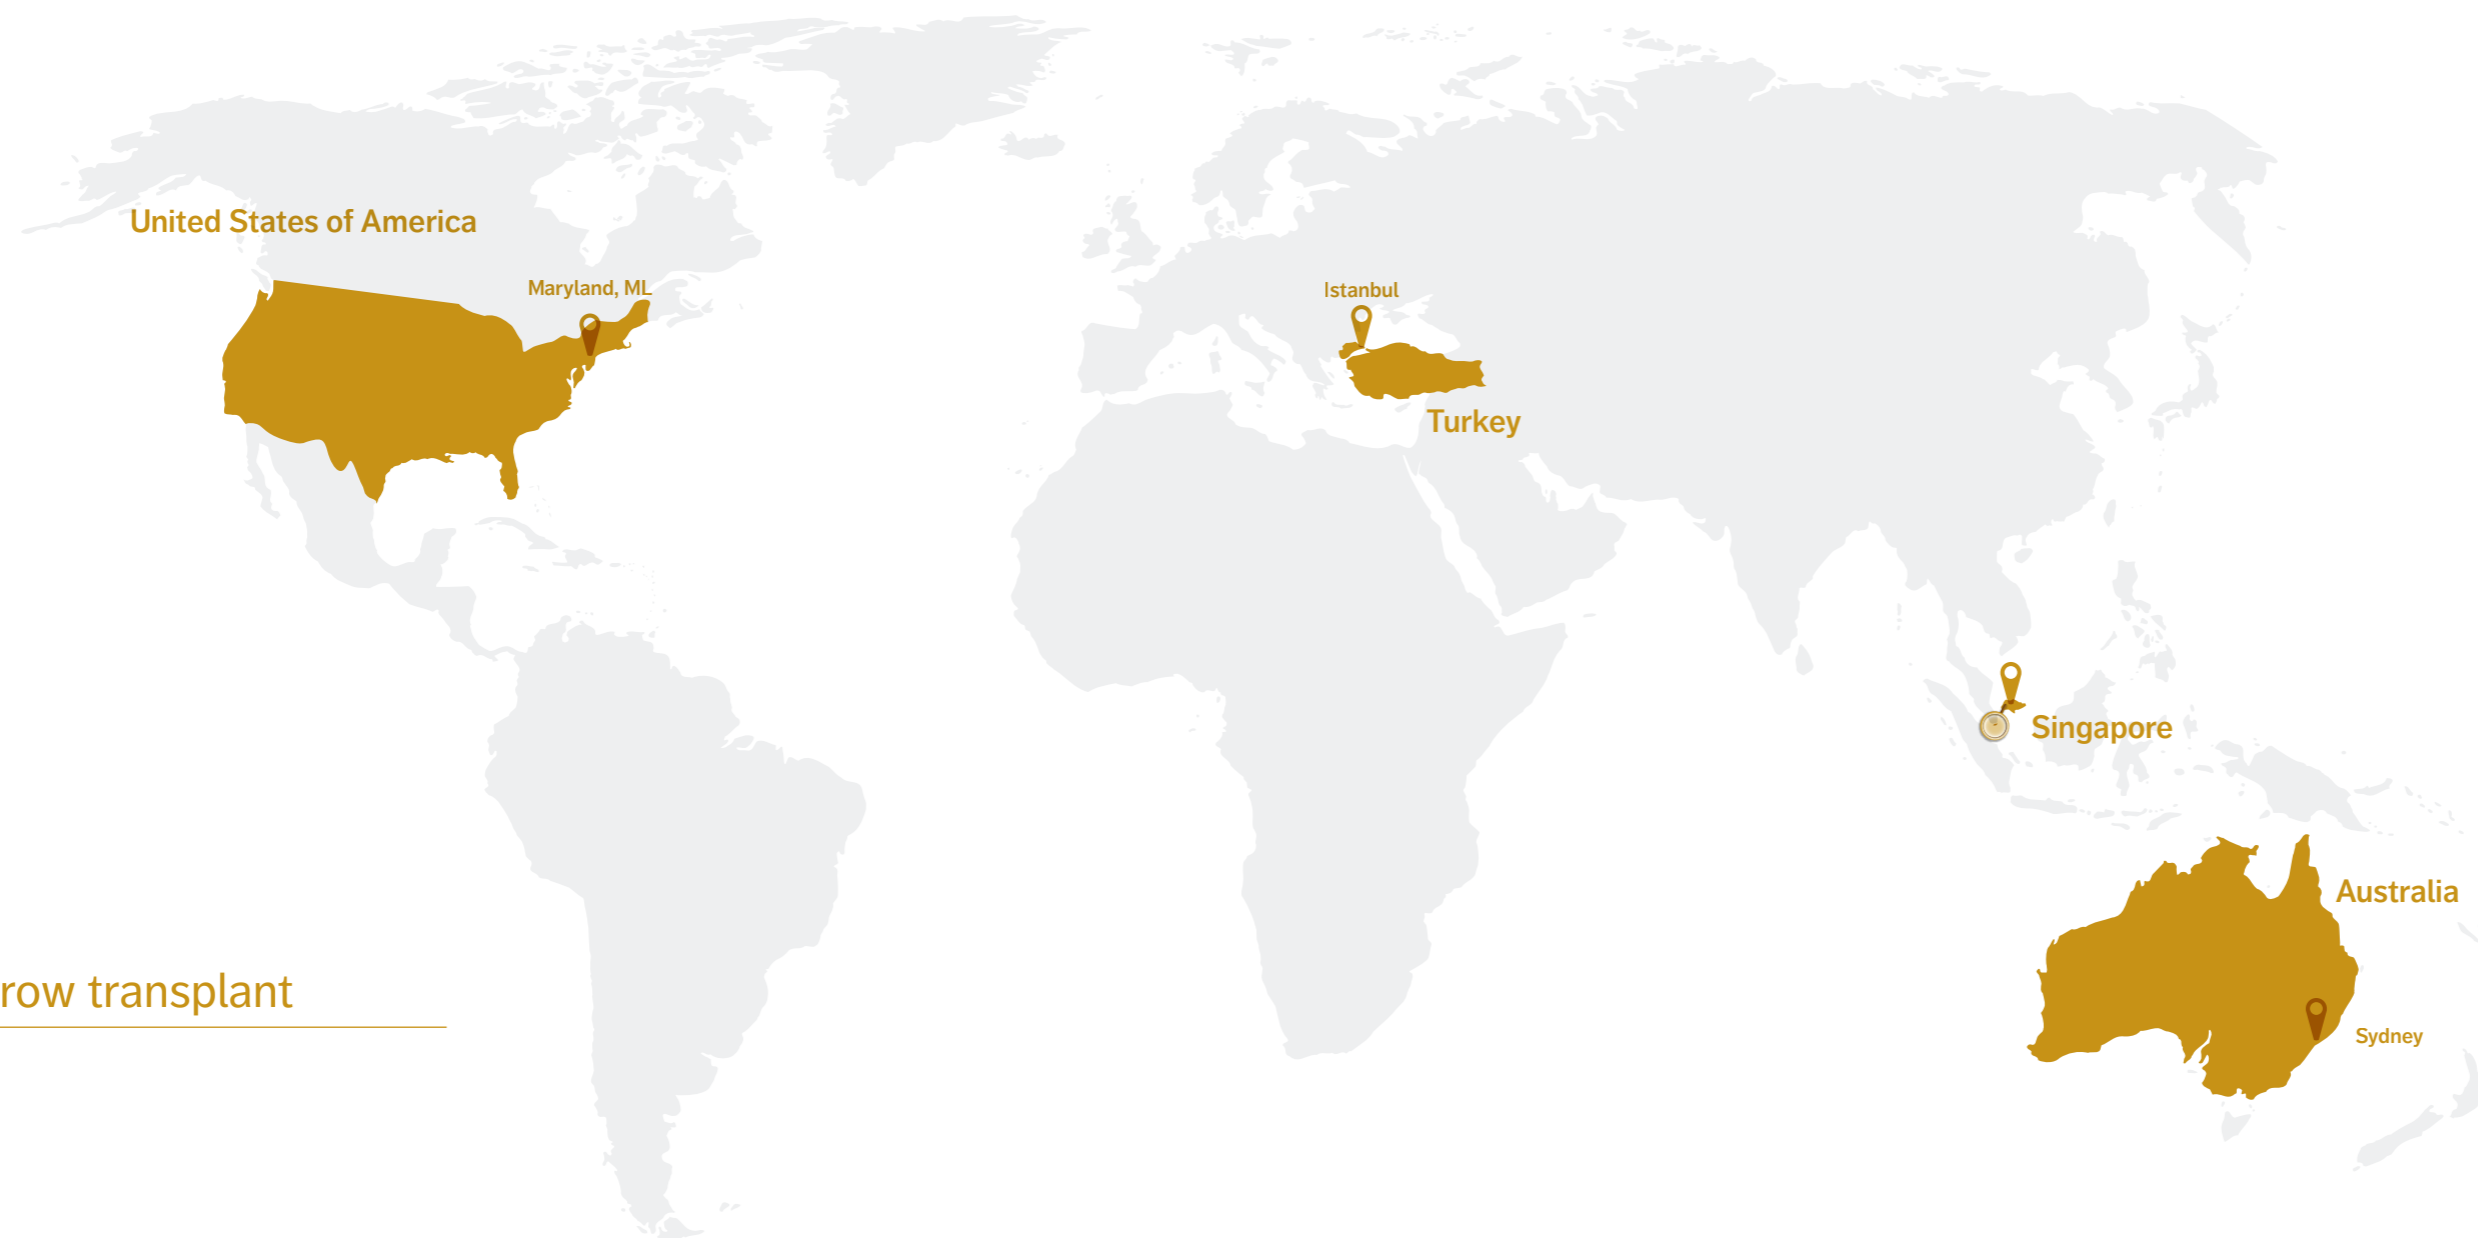 United States of America
Maryland, ML
Istanbul
Turkey
Singapore
Australia
row transplant
Sydney